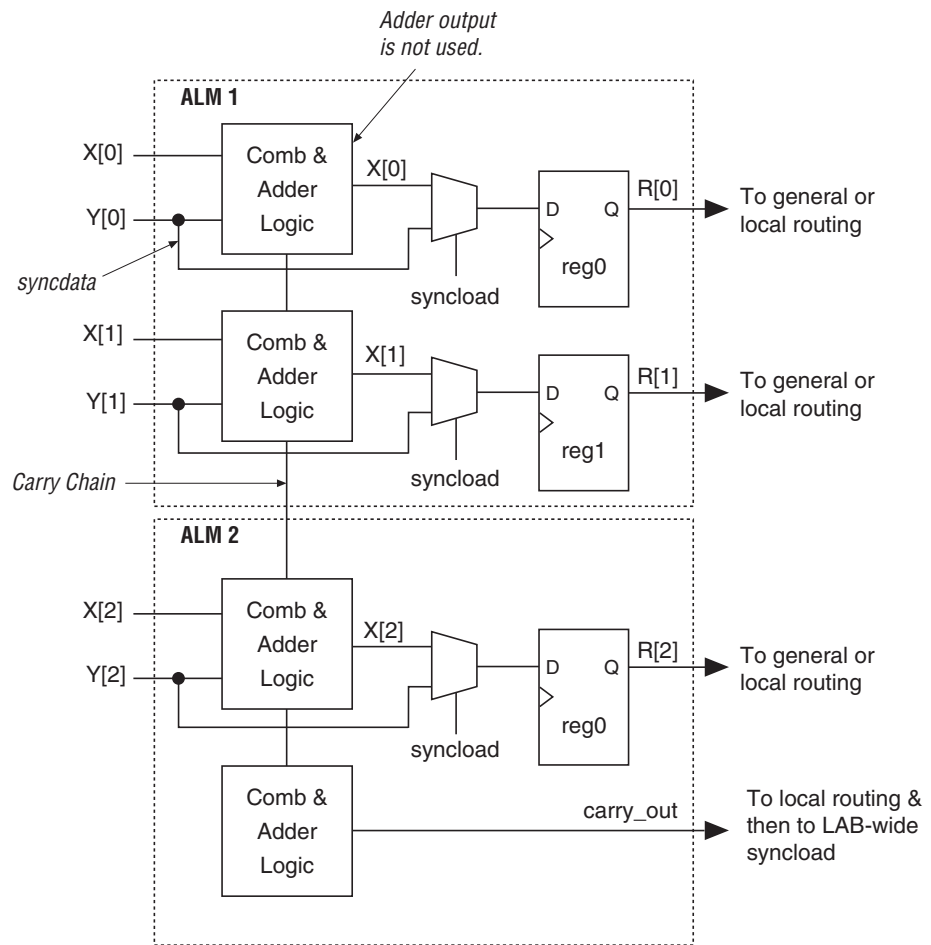 Adder output
is not used.
ALM 1
X[0]
Comb &
Adder
Logic
X[0]
Y[0]
syncdata
syncload
D
Q
reg0
R[0]
To general or
local routing
X[1]
Comb &
Adder
Logic
X[1]
Y[1]
syncload
D
Q
reg1
R[1]
To general or
local routing
Carry Chain
ALM 2
X[2]
Comb &
Adder
Logic
X[2]
Y[2]
syncload
D
Q
reg0
R[2]
To general or
local routing
Comb &
Adder
Logic
carry_out
To local routing &
then to LAB-wide
syncload